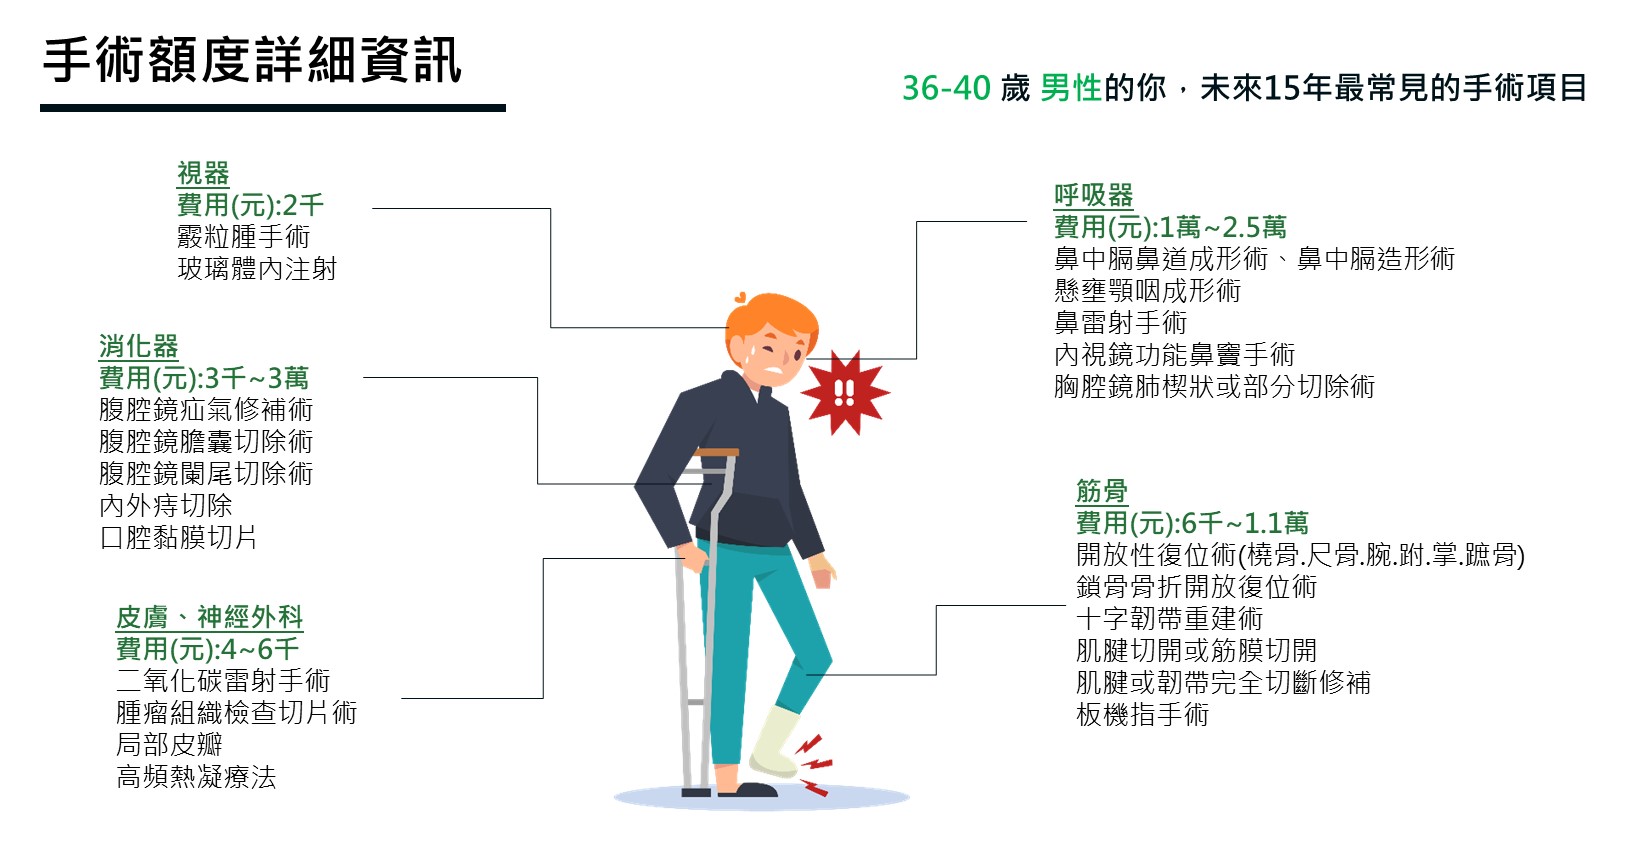 手術額度詳細資訊
36-40 歲 男性的你，未來15年最常見的手術項目
視器
費用(元):2千
霰粒腫手術
玻璃體內注射
消化器
費用(元):3千~3萬
腹腔鏡疝氣修補術
腹腔鏡膽囊切除術
腹腔鏡闌尾切除術
內外痔切除
口腔黏膜切片
皮膚、神經外科
費用(元):4~6千
二氧化碳雷射手術
腫瘤組織檢查切片術
局部皮瓣
高頻熱凝療法
呼吸器
費用(元):1萬~2.5萬
鼻中膈鼻道成形術、鼻中膈造形術
懸壅顎咽成形術
鼻雷射手術
內視鏡功能鼻竇手術
胸腔鏡肺楔狀或部分切除術
筋骨
費用(元):6千~1.1萬
開放性復位術(橈骨.尺骨.腕.跗.掌.蹠骨)
鎖骨骨折開放復位術
十字韌帶重建術
肌腱切開或筋膜切開
肌腱或韌帶完全切斷修補
板機指手術